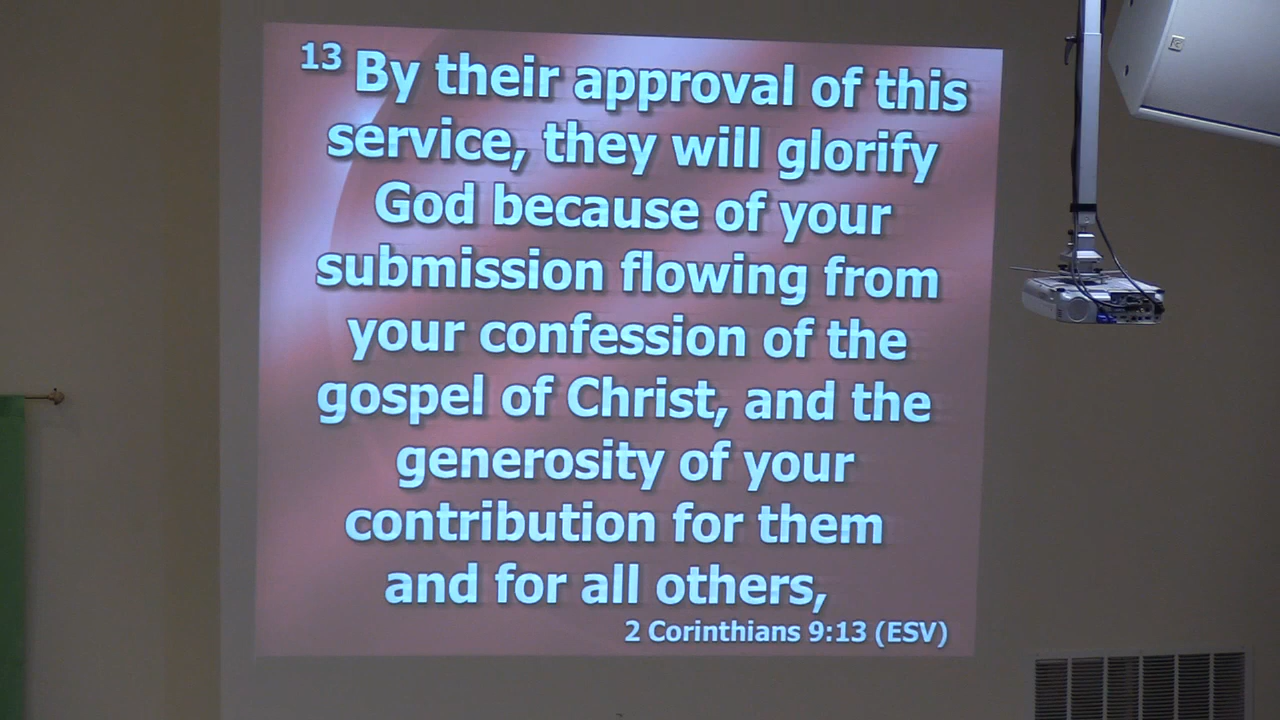 13 By their approval of this
service, they will glorify
God because of your
submission flowing from
your confession of the
gospel of Christ, and the
generosity of your
contribution for them
and for all others,
2 Corinthians 9:13 (ESV)